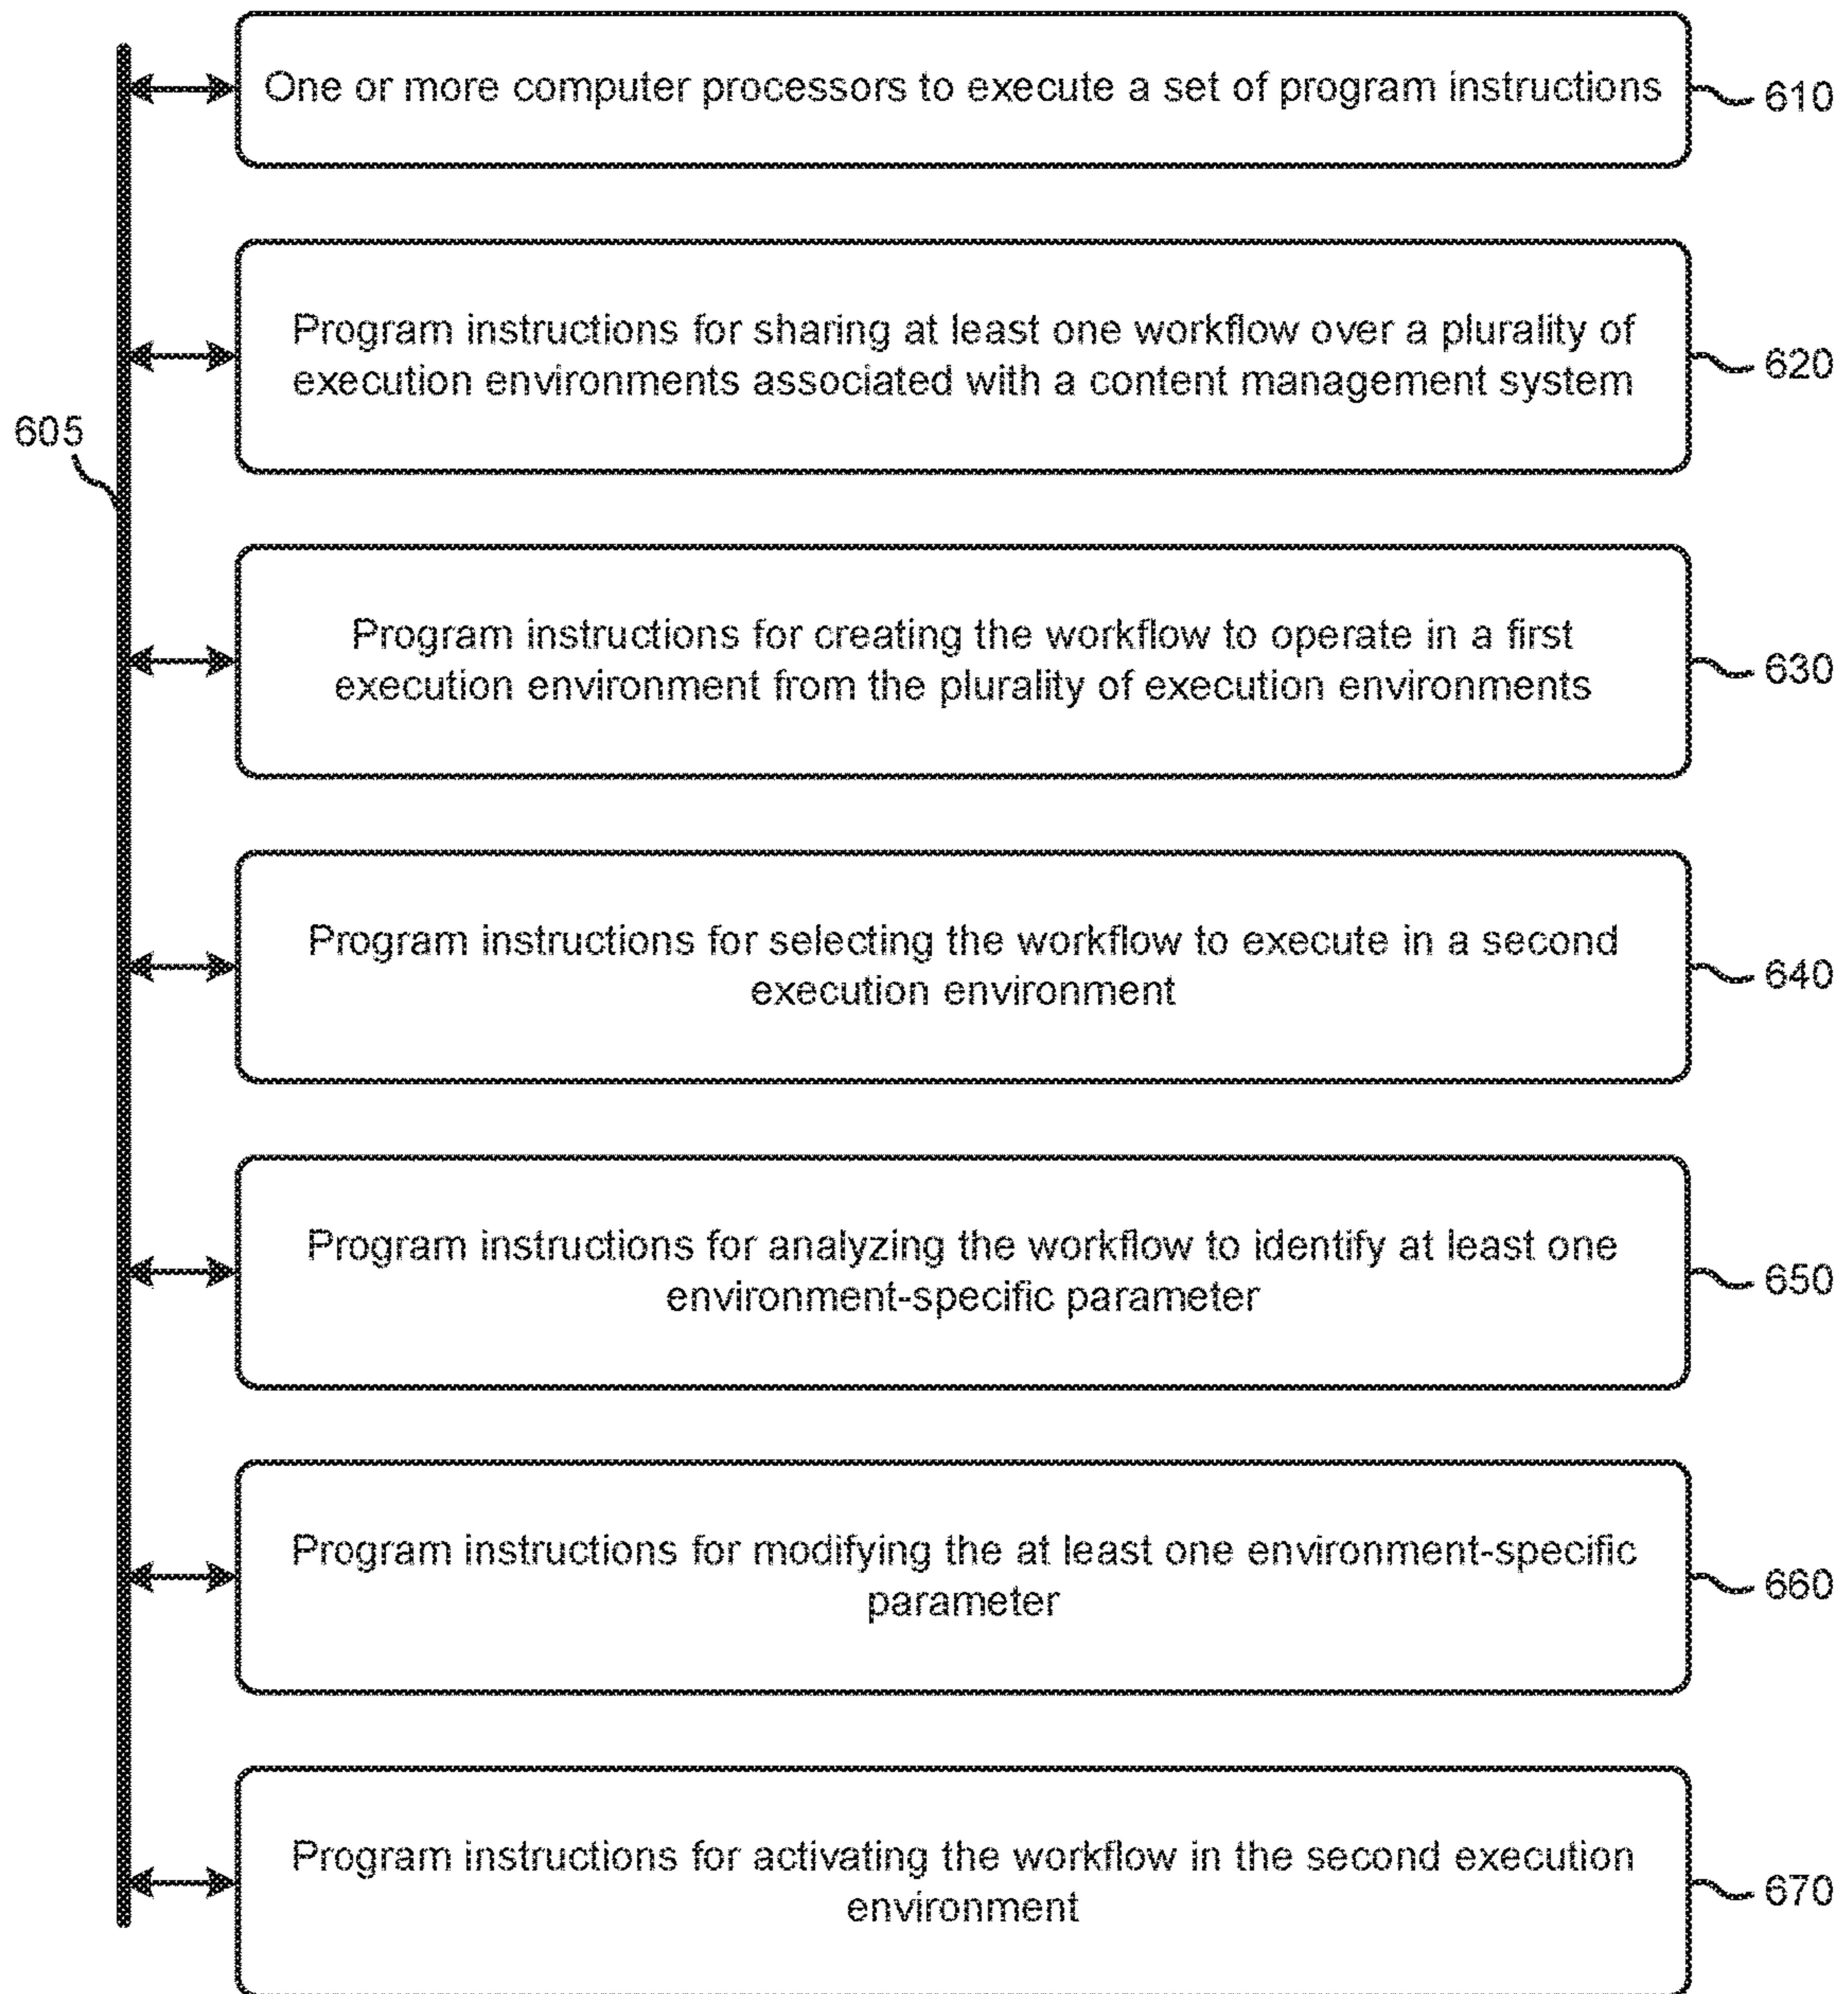 One or more computer processors to execute a set of program instructions
610
Program instructions for sharing at least one workflow over a plurality of
execution environments associated with a content management system
620
605
Program instructions for creating the workflow to operate in a first
execution environment from the plurality of execution environments
630
Program instructions for selecting the workflow to execute in a second
execution environment
640
Program instructions for analyzing the workflow to identify at least one
environment-specific parameter
650
Program instructions for modifying the at least one environment-specific
parameter
660
Program instructions for activating the workflow in the second execution
environment
670